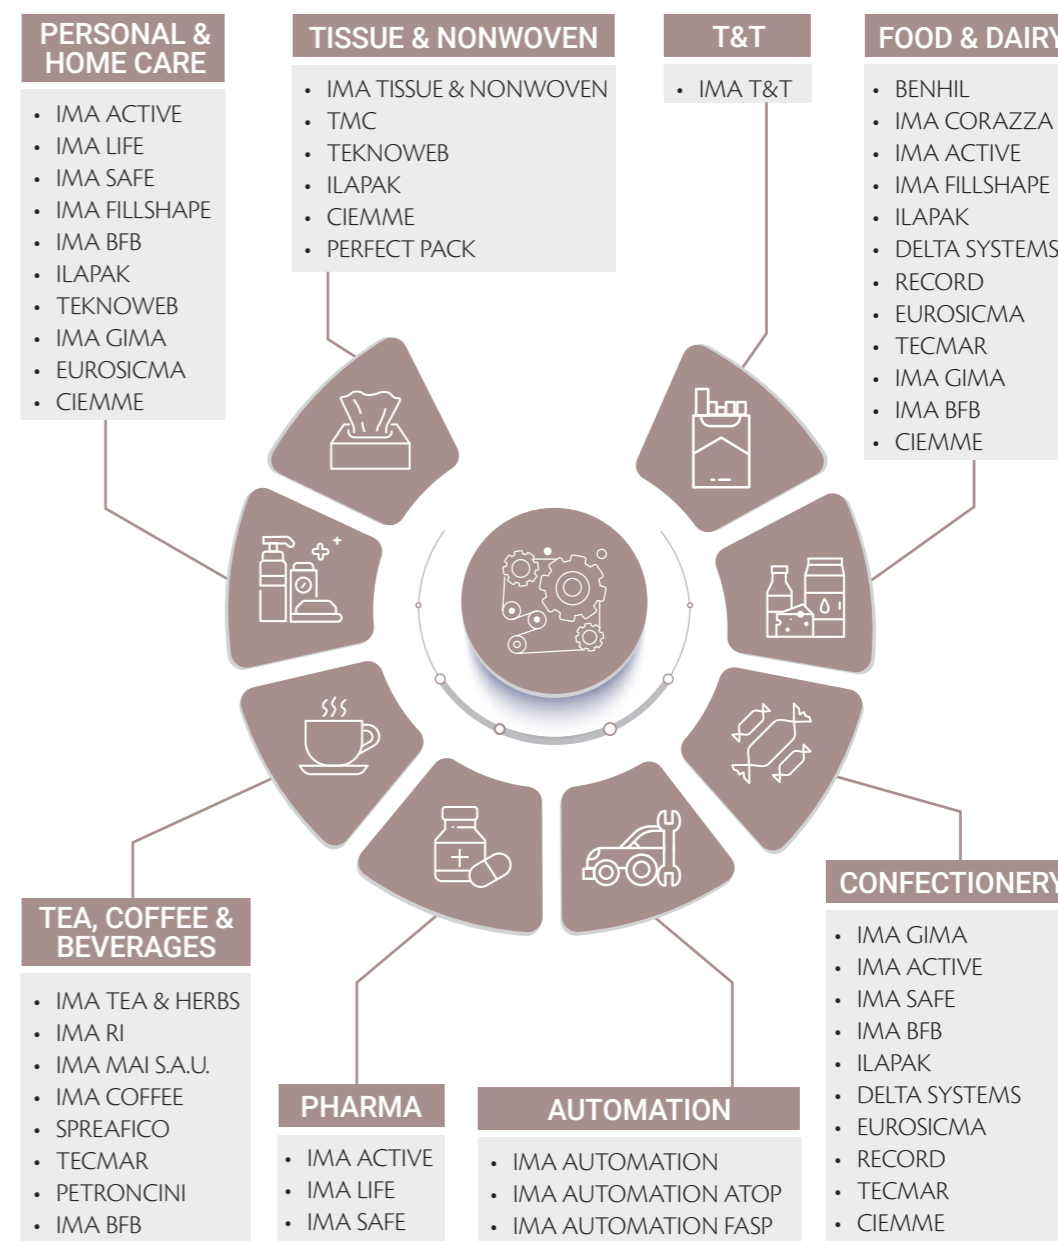 PERSONAL &
HOME CARE
• IMA ACTIVE
• IMA LIFE
• IMA SAFE
• IMA FILLSHAPE
• IMA BFB
• ILAPAK
• TEKNOWEB
• IMA GIMA
• EUROSICMA
• CIEMME
TISSUE & NONWOVEN
• IMA TISSUE & NONWOVEN
• TMC
• TEKNOWEB
• ILAPAK
• CIEMME
• PERFECT PACK
T&T
• IMA T&T
FOOD & DAIRY
• BENHIL
• IMA CORAZZA
• IMA ACTIVE
• IMA FILLSHAPE
• ILAPAK
• DELTA SYSTEMS
• RECORD
• EUROSICMA
• TECMAR
• IMA GIMA
• IMA BFB
• CIEMME
TEA, COFFEE &
BEVERAGES
• IMA TEA & HERBS
• IMA RI
• IMA MAI S.A.U.
• IMA COFFEE
• SPREAFICO
• TECMAR
• PETRONCINI
• IMA BFB
PHARMA
• IMA ACTIVE
• IMA LIFE
• IMA SAFE
AUTOMATION
• IMA AUTOMATION
• IMA AUTOMATION ATOP
• IMA AUTOMATION FASP
CONFECTIONERY
• IMA GIMA
• IMA ACTIVE
• IMA SAFE
• IMA BFB
• ILAPAK
• DELTA SYSTEMS
• EUROSICMA
• RECORD
• TECMAR
• CIEMME